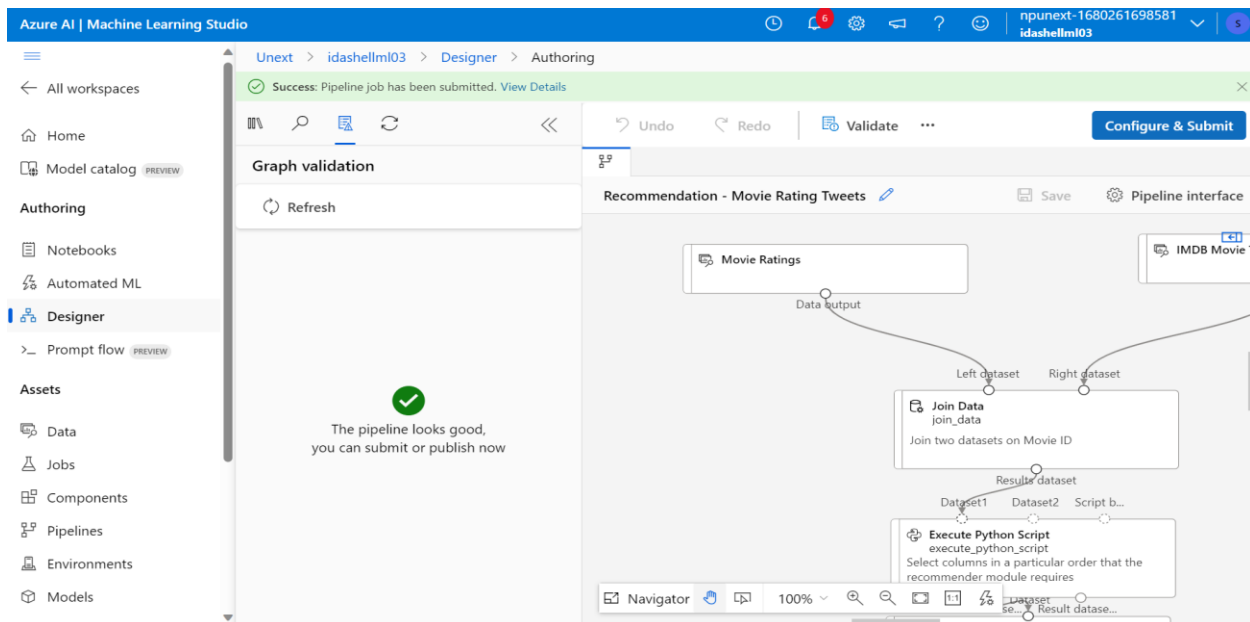 Azure AI | Machine Learning Studio
6
npunext-1680261698581
idashellml03
S
All workspaces
Home
Model catalog PREVIEW
Authoring
Notebooks
Automated ML
Designer
Prompt flow PREVIEW
Assets
Data
Jobs
Components
Pipelines
Environments
Models
Unext > idashellml03 > Designer > Authoring
Success: Pipeline job has been submitted. View Details
Graph validation
Refresh
The pipeline looks good,
you can submit or publish now
Undo Redo Validate ... Configure & Submit
Recommendation - Movie Rating Tweets Save Pipeline interface
Movie Ratings
IMDB Movie
Data output
Left dataset Right dataset
Join Data
join_data
Join two datasets on Movie ID
Results dataset
Dataset1 Dataset2 Script b...
Execute Python Script
execute_python_script
Select columns in a particular order that the
recommender module requires
Navigator 100% 1:1
Dataset
se... Result datase...